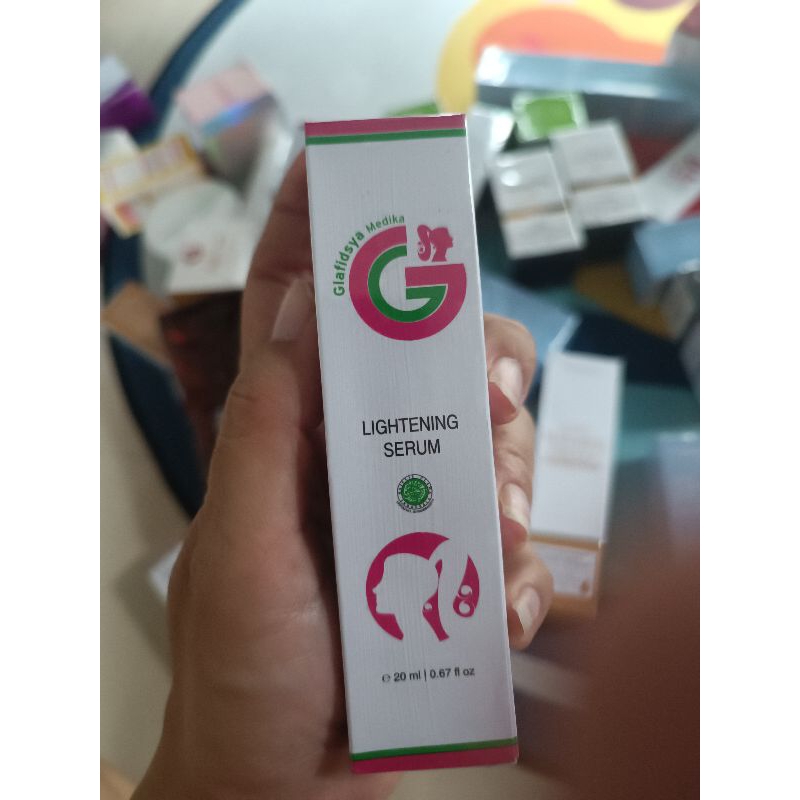 Glafidsya Medika
LIGHTENING
SERUM
℮ 20 ml | 0.67 fl oz